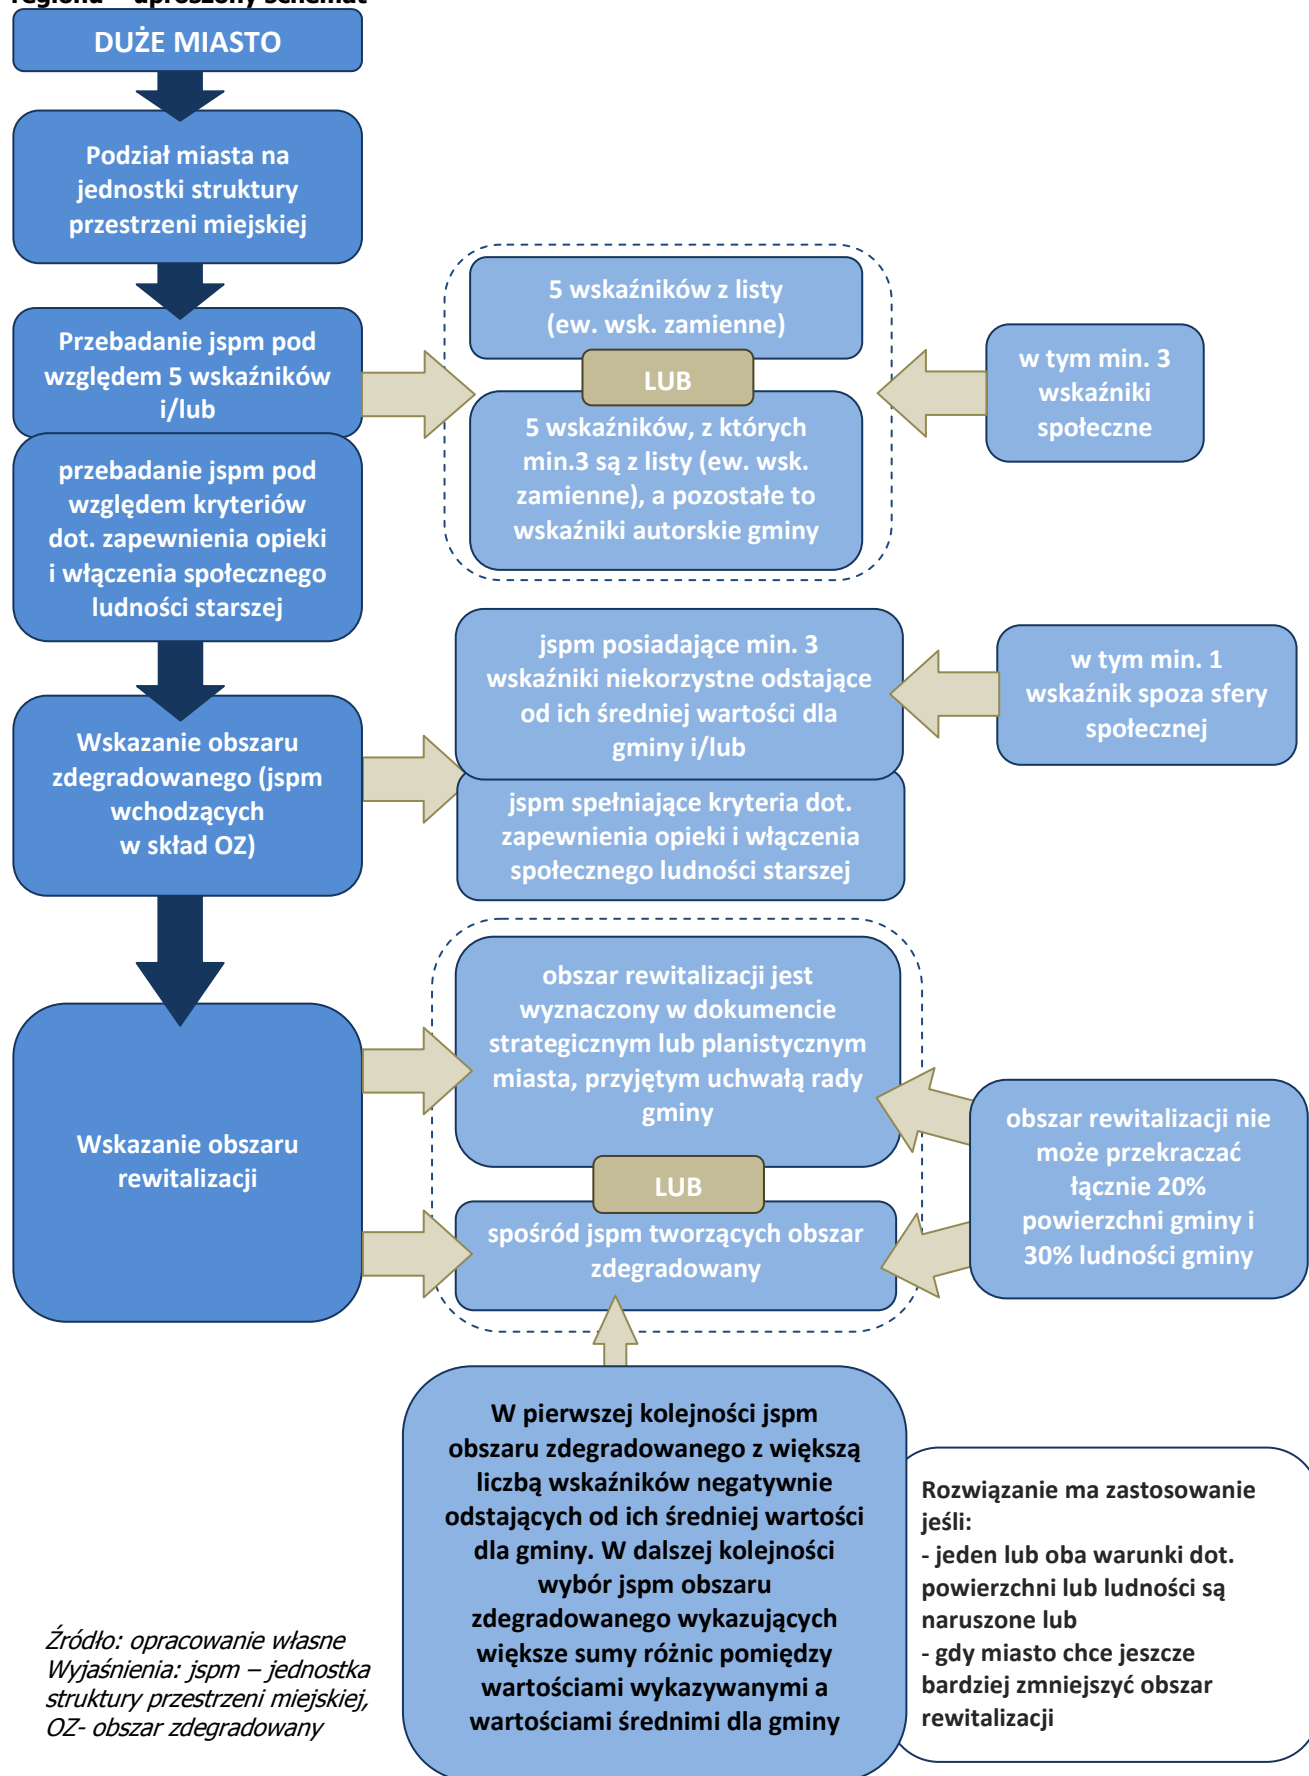 regionu – uproszony schemat
DUŻE MIASTO
Podział miasta na
jednostki struktury
przestrzeni miejskiej
Przebadanie jspm pod
względem 5 wskaźników
i/lub
przebadanie jspm pod
względem kryteriów
dot. zapewnienia opieki
i włączenia społecznego
ludności starszej
5 wskaźników z listy
(ew. wsk. zamienne)
LUB
5 wskaźników, z których
min.3 są z listy (ew. wsk.
zamienne), a pozostałe to
wskaźniki autorskie gminy
w tym min. 3
wskaźniki
społeczne
Wskazanie obszaru
zdegradowanego (jspm
wchodzących
w skład OZ)
jspm posiadające min. 3
wskaźniki niekorzystne odstające
od ich średniej wartości dla
gminy i/lub
jspm spełniające kryteria dot.
zapewnienia opieki i włączenia
społecznego ludności starszej
w tym min. 1
wskaźnik spoza sfery
społecznej
Wskazanie obszaru
rewitalizacji
obszar rewitalizacji jest
wyznaczony w dokumencie
strategicznym lub planistycznym
miasta, przyjętym uchwałą rady
gminy
LUB
spośród jspm tworzących obszar
zdegradowany
obszar rewitalizacji nie
może przekraczać
łącznie 20%
powierzchni gminy i
30% ludności gminy
W pierwszej kolejności jspm
obszaru zdegradowanego z większą
liczbą wskaźników negatywnie
odstających od ich średniej wartości
dla gminy. W dalszej kolejności
wybór jspm obszaru
zdegradowanego wykazujących
większe sumy różnic pomiędzy
wartościami wykazywanymi a
wartościami średnimi dla gminy
Rozwiązanie ma zastosowanie
jeśli:
- jeden lub oba warunki dot.
powierzchni lub ludności są
naruszone lub
- gdy miasto chce jeszcze
bardziej zmniejszyć obszar
rewitalizacji
Źródło: opracowanie własne
Wyjaśnienia: jspm – jednostka
struktury przestrzeni miejskiej,
OZ- obszar zdegradowany